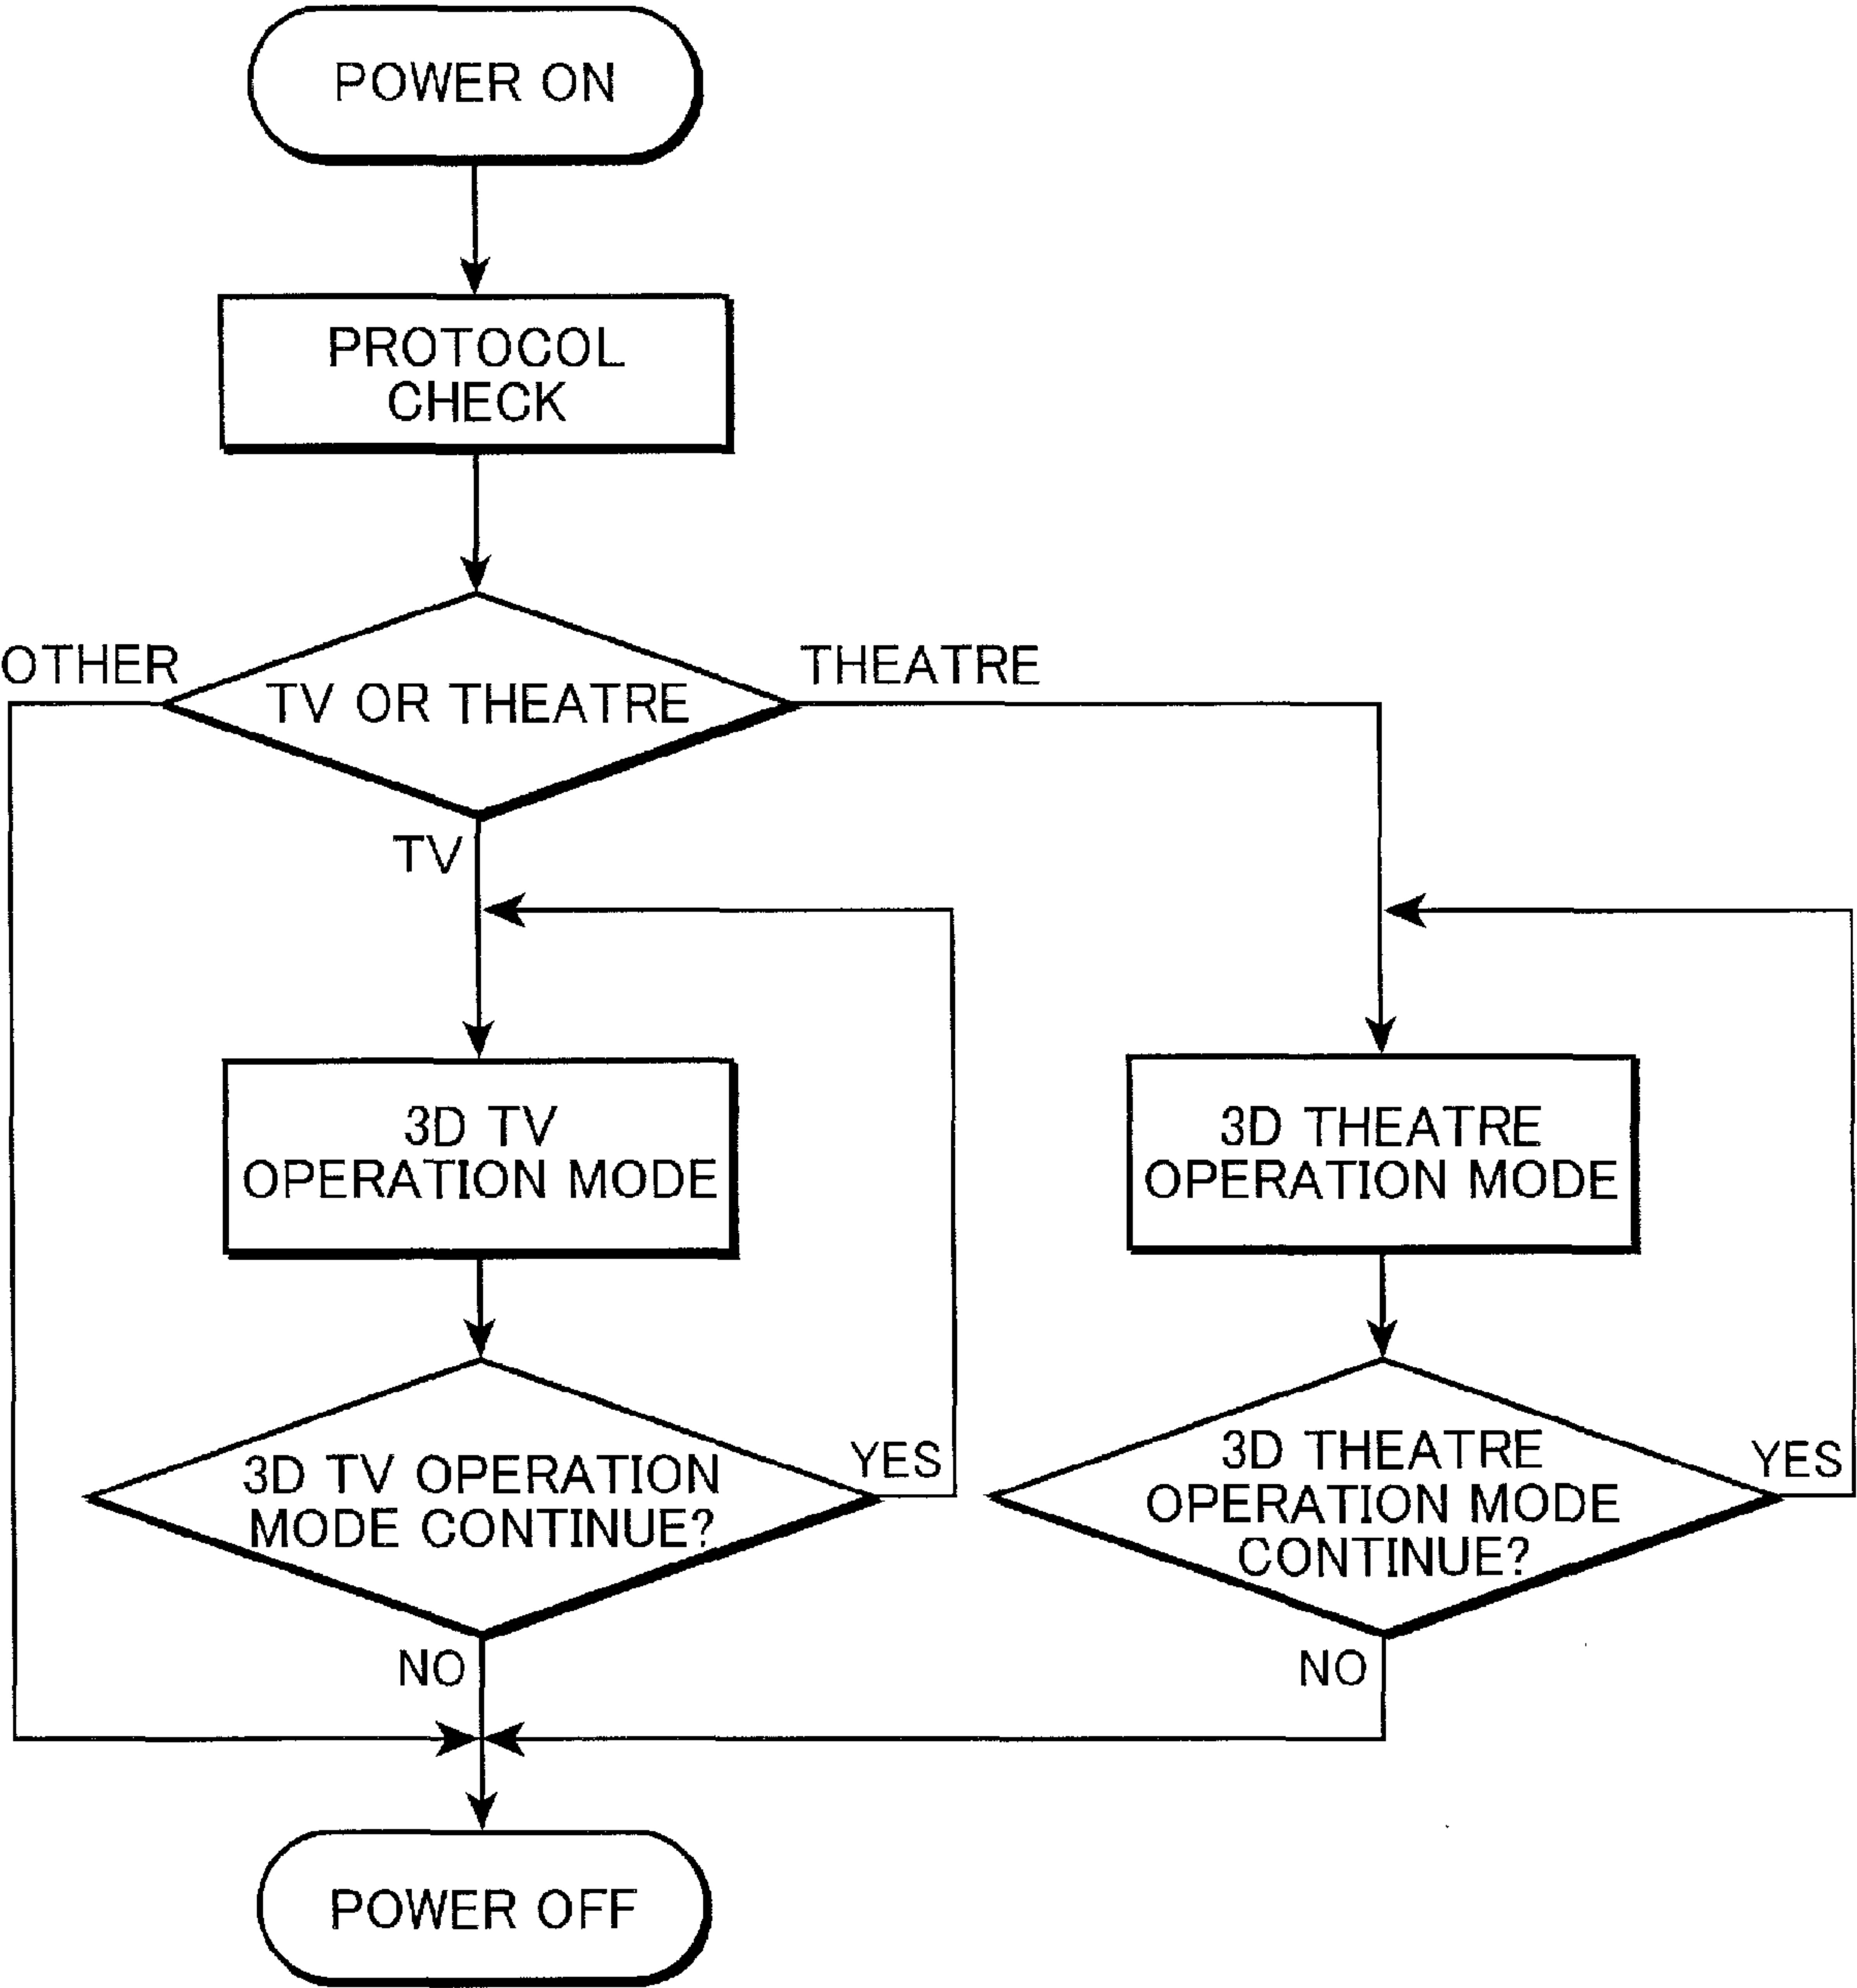 POWER ON
PROTOCOL
CHECK
OTHER
TV OR THEATRE
THEATRE
TV
3D TV
OPERATION MODE
3D THEATRE
OPERATION MODE
3D TV OPERATION
MODE CONTINUE?
YES
3D THEATRE
OPERATION MODE
CONTINUE?
YES
NO
NO
POWER OFF